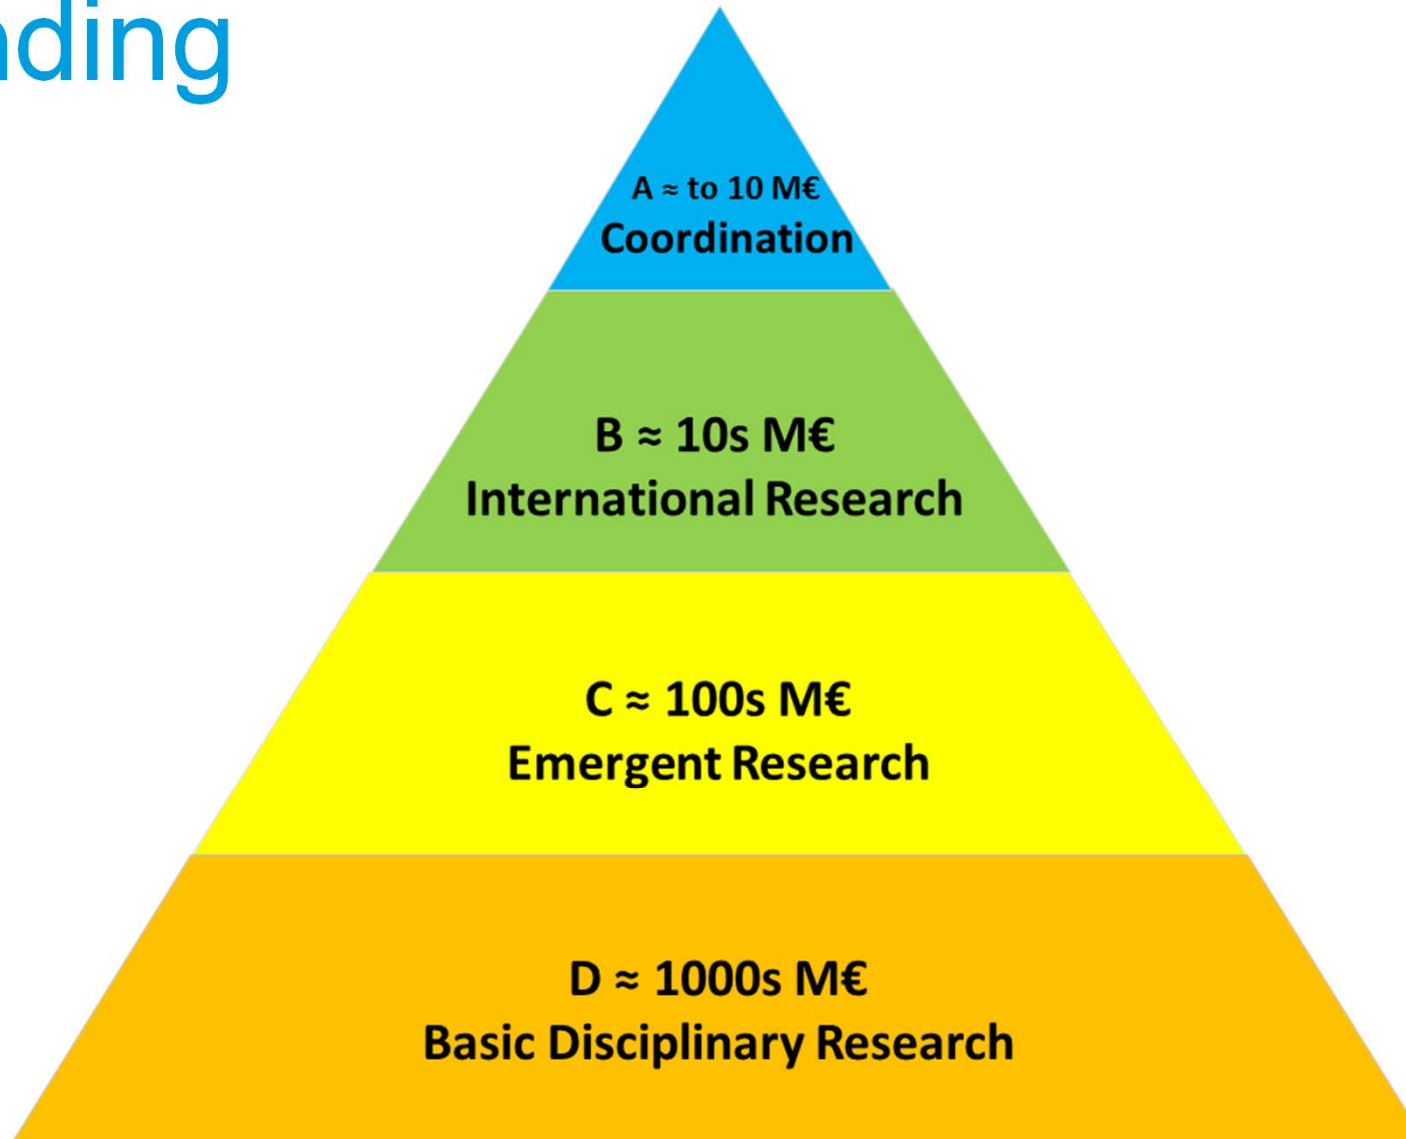 nding
A ≈ to 10 M€
Coordination
B ≈ 10s M€
International Research
C ≈ 100s M€
Emergent Research
D ≈ 1000s M€
Basic Disciplinary Research